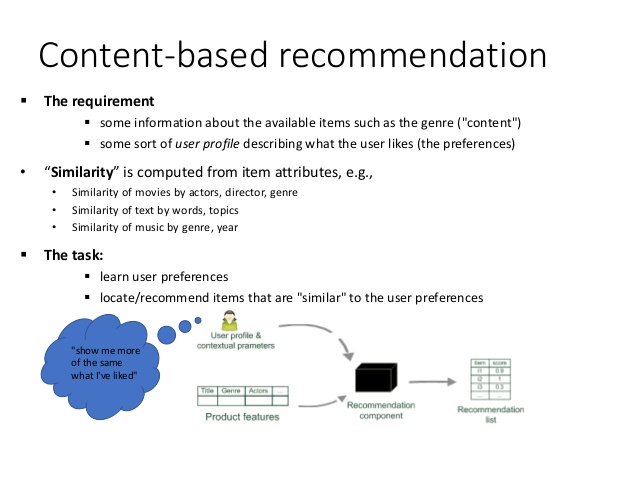 Content-based recommendation
▪ The requirement
▪ some information about the available items such as the genre ("content")
▪ some sort of user profile describing what the user likes (the preferences)
• “Similarity” is computed from item attributes, e.g.,
• Similarity of movies by actors, director, genre
• Similarity of text by words, topics
• Similarity of music by genre, year
▪ The task:
▪ learn user preferences
▪ locate/recommend items that are "similar" to the user preferences
"show me more
of the same
what I've liked"
User profile &
contextual prameters
Title Genre Actors ...
Product features
Recommendation
component
Item score
i1 0.9
i2 1
i3 0.3
... ...
Recommendation
list